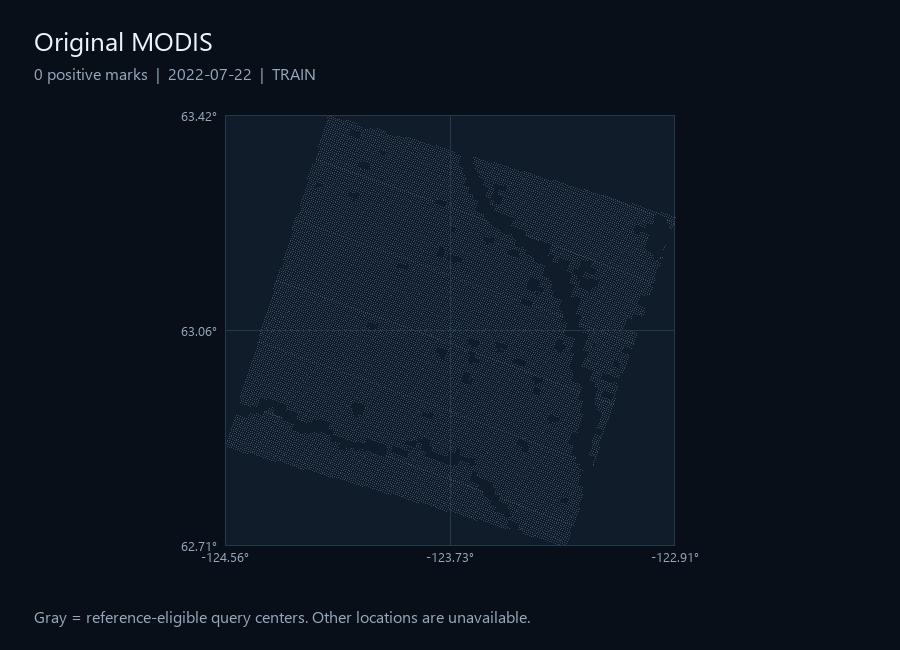 Original MODIS
0 positive marks | 2022-07-22 | TRAIN
63.42°
63.06°
62.71°
-124.56° -123.73° -122.91°
Gray = reference-eligible query centers. Other locations are unavailable.